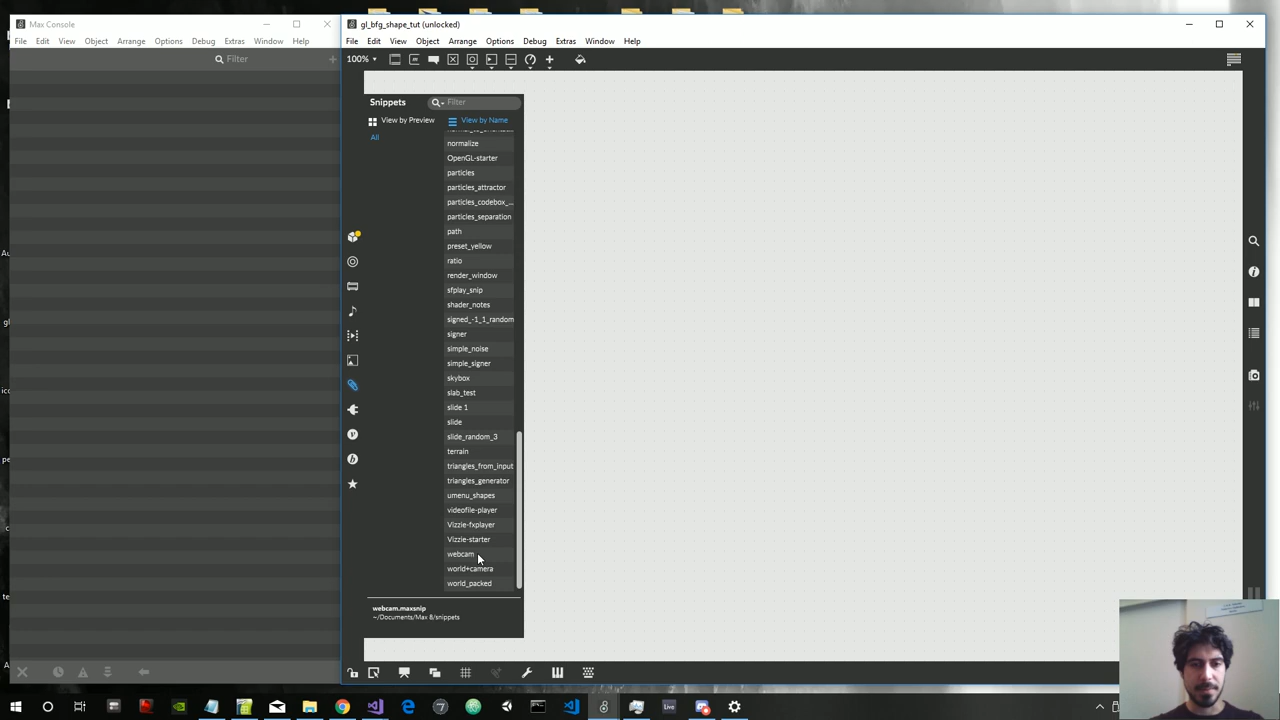 Max Console
File Edit View Object Arrange Options Debug Extras Window Help
Filter
gl_bfg_shape_tut (unlocked)
File Edit View Object Arrange Options Debug Extras Window Help
100%
Snippets
Filter
View by Preview
View by Name
All
normalize
OpenGL-starter
particles
particles_attractor
particles_codebox_...
particles_separation
path
preset_yellow
ratio
render_window
sfplay_snip
shader_notes
signed_-1_1_random
signer
simple_noise
simple_signer
skybox
slab_test
slide 1
slide
slide_random_3
terrain
triangles_from_input
triangles_generator
umenu_shapes
videofile-player
Vizzie-fxplayer
Vizzie-starter
webcam
world+camera
world_packed
webcam.maxsnip
~/Documents/Max 8/snippets
Live